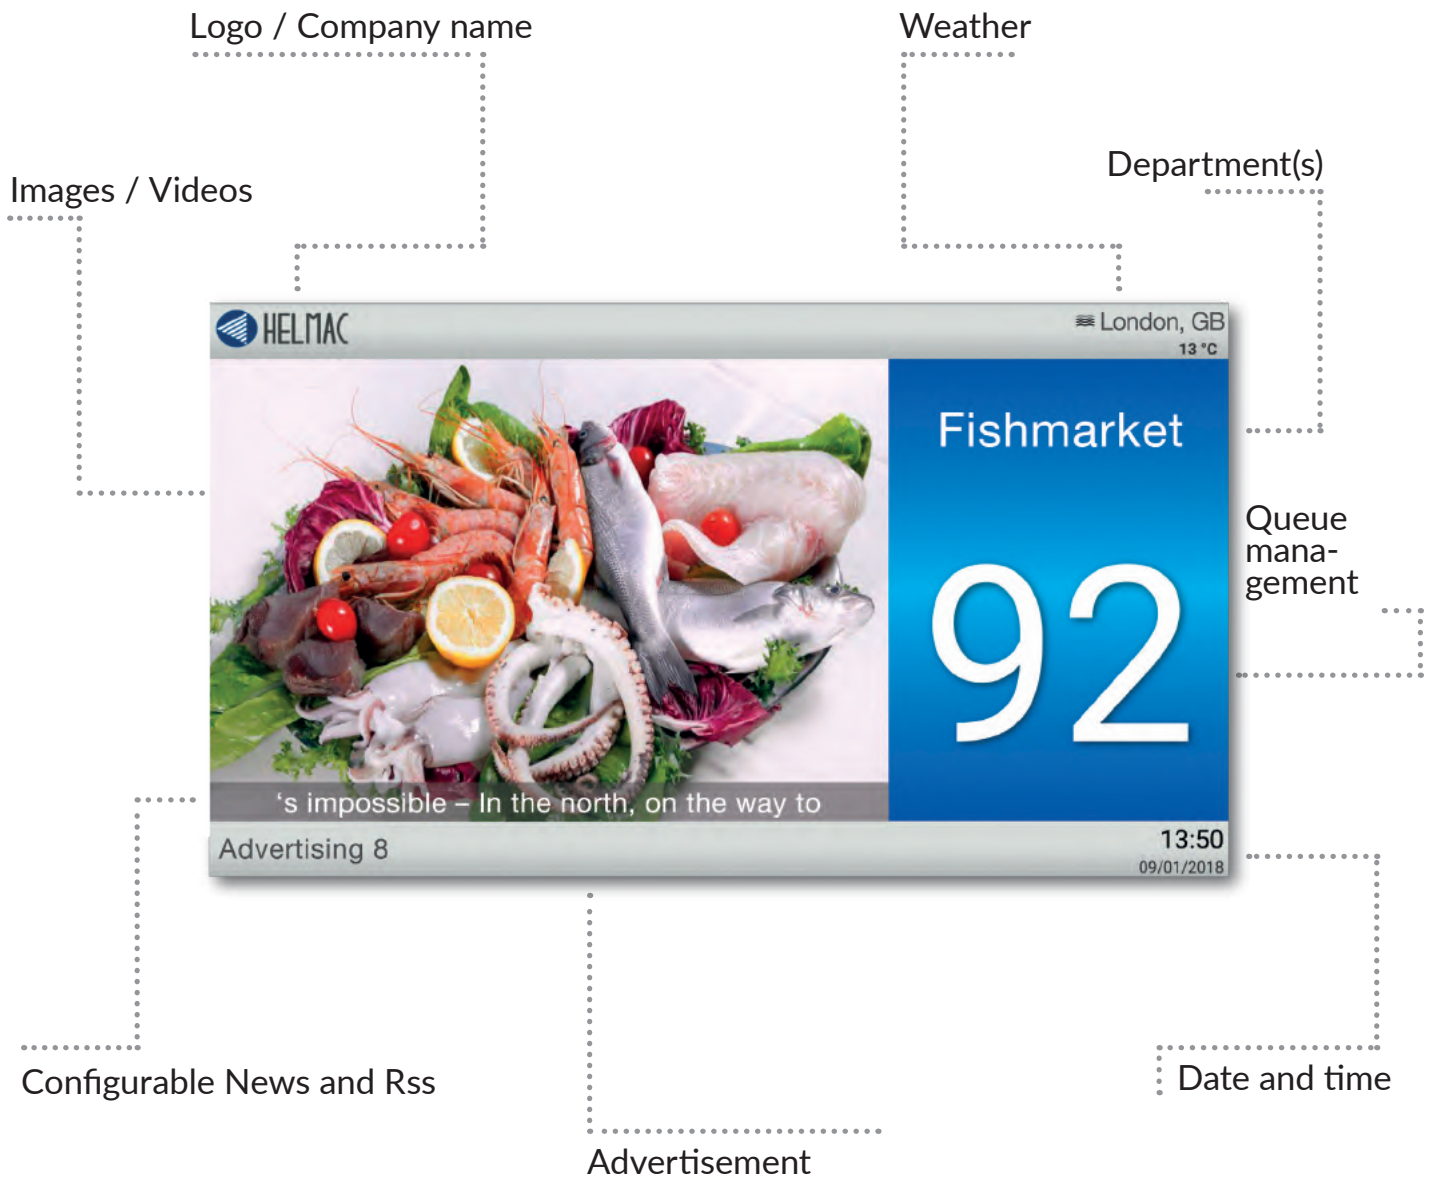 Logo / Company name
Weather
Department(s)
Images / Videos
HELMAC
London, GB
13 °C
Fishmarket
Queue
mana-
gement
92
‘s impossible – In the north, on the way to
Advertising 8
13:50
09/01/2018
Configurable News and Rss
Date and time
Advertisement